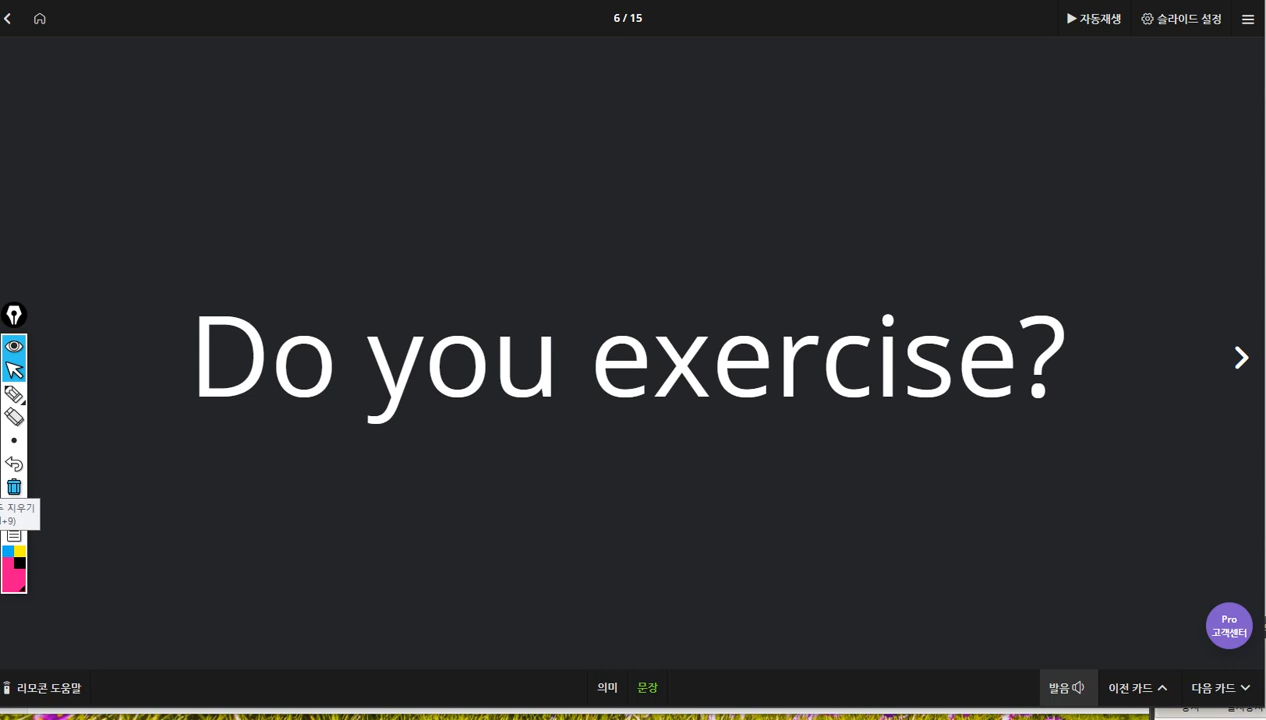 6 / 15
자동재생
슬라이드 설정
Do you exercise?
지우기
+9)
Pro
고객센터
리모콘 도움말
의미
문장
발음
이전 카드
다음 카드